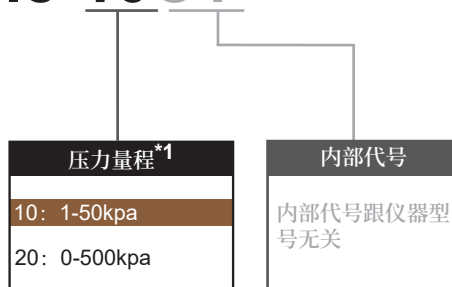 压力量程*1
内部代号
10: 1-50kpa
20: 0-500kpa
内部代号跟仪器型
号无关